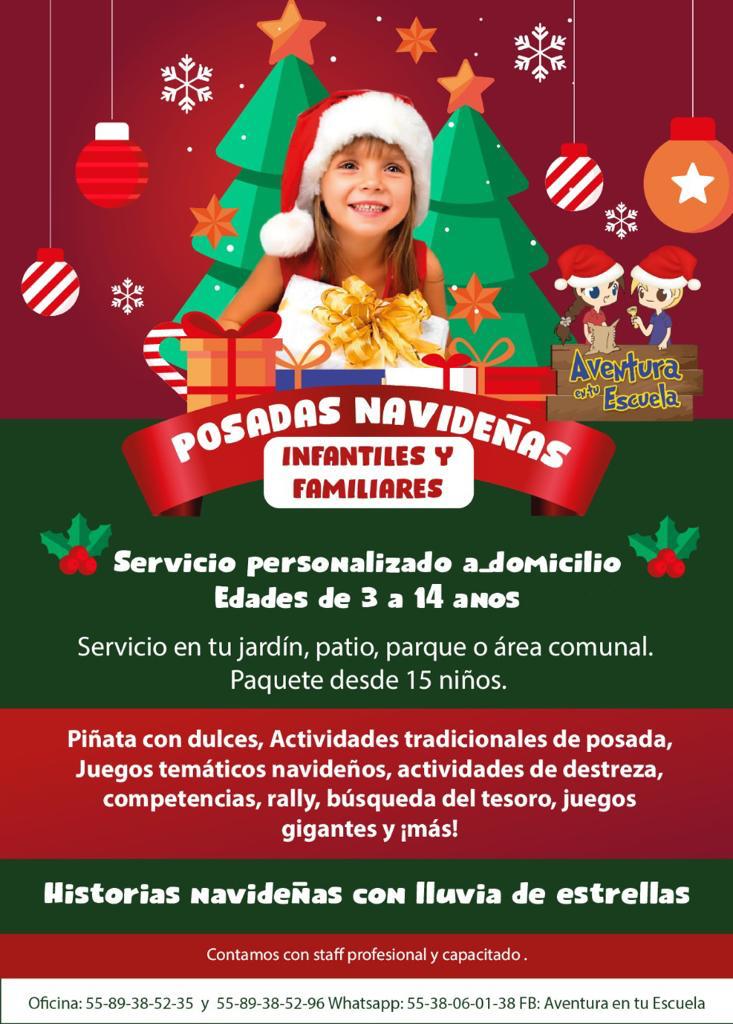 Aventura
en tu
Escuela
POSADAS NAVIDEÑAS
INFANTILES Y
FAMILIARES
Servicio personalizado a domicilio
Edades de 3 a 14 anos
Servicio en tu jardín, patio, parque o área comunal.
Paquete desde 15 niños.
Piñata con dulces, Actividades tradicionales de posada,
Juegos temáticos navideños, actividades de destreza,
competencias, rally, búsqueda del tesoro, juegos
gigantes y ¡más!
Historias navideñas con lluvia de estrellas
Contamos con staff profesional y capacitado .
Oficina: 55-89-38-52-35 y 55-89-38-52-96 Whatsapp: 55-38-06-01-38 FB: Aventura en tu Escuela